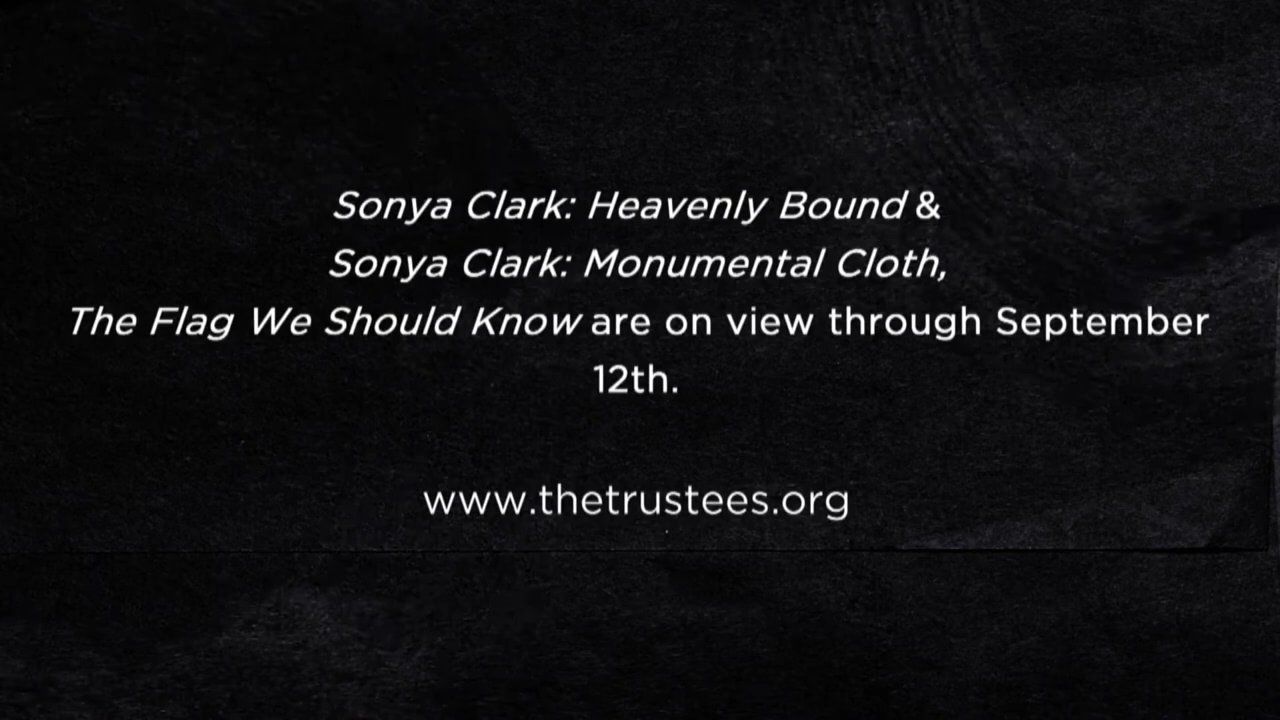 Sonya Clark: Heavenly Bound &
Sonya Clark: Monumental Cloth,
The Flag We Should Know are on view through September
12th.
www.thetrustees.org